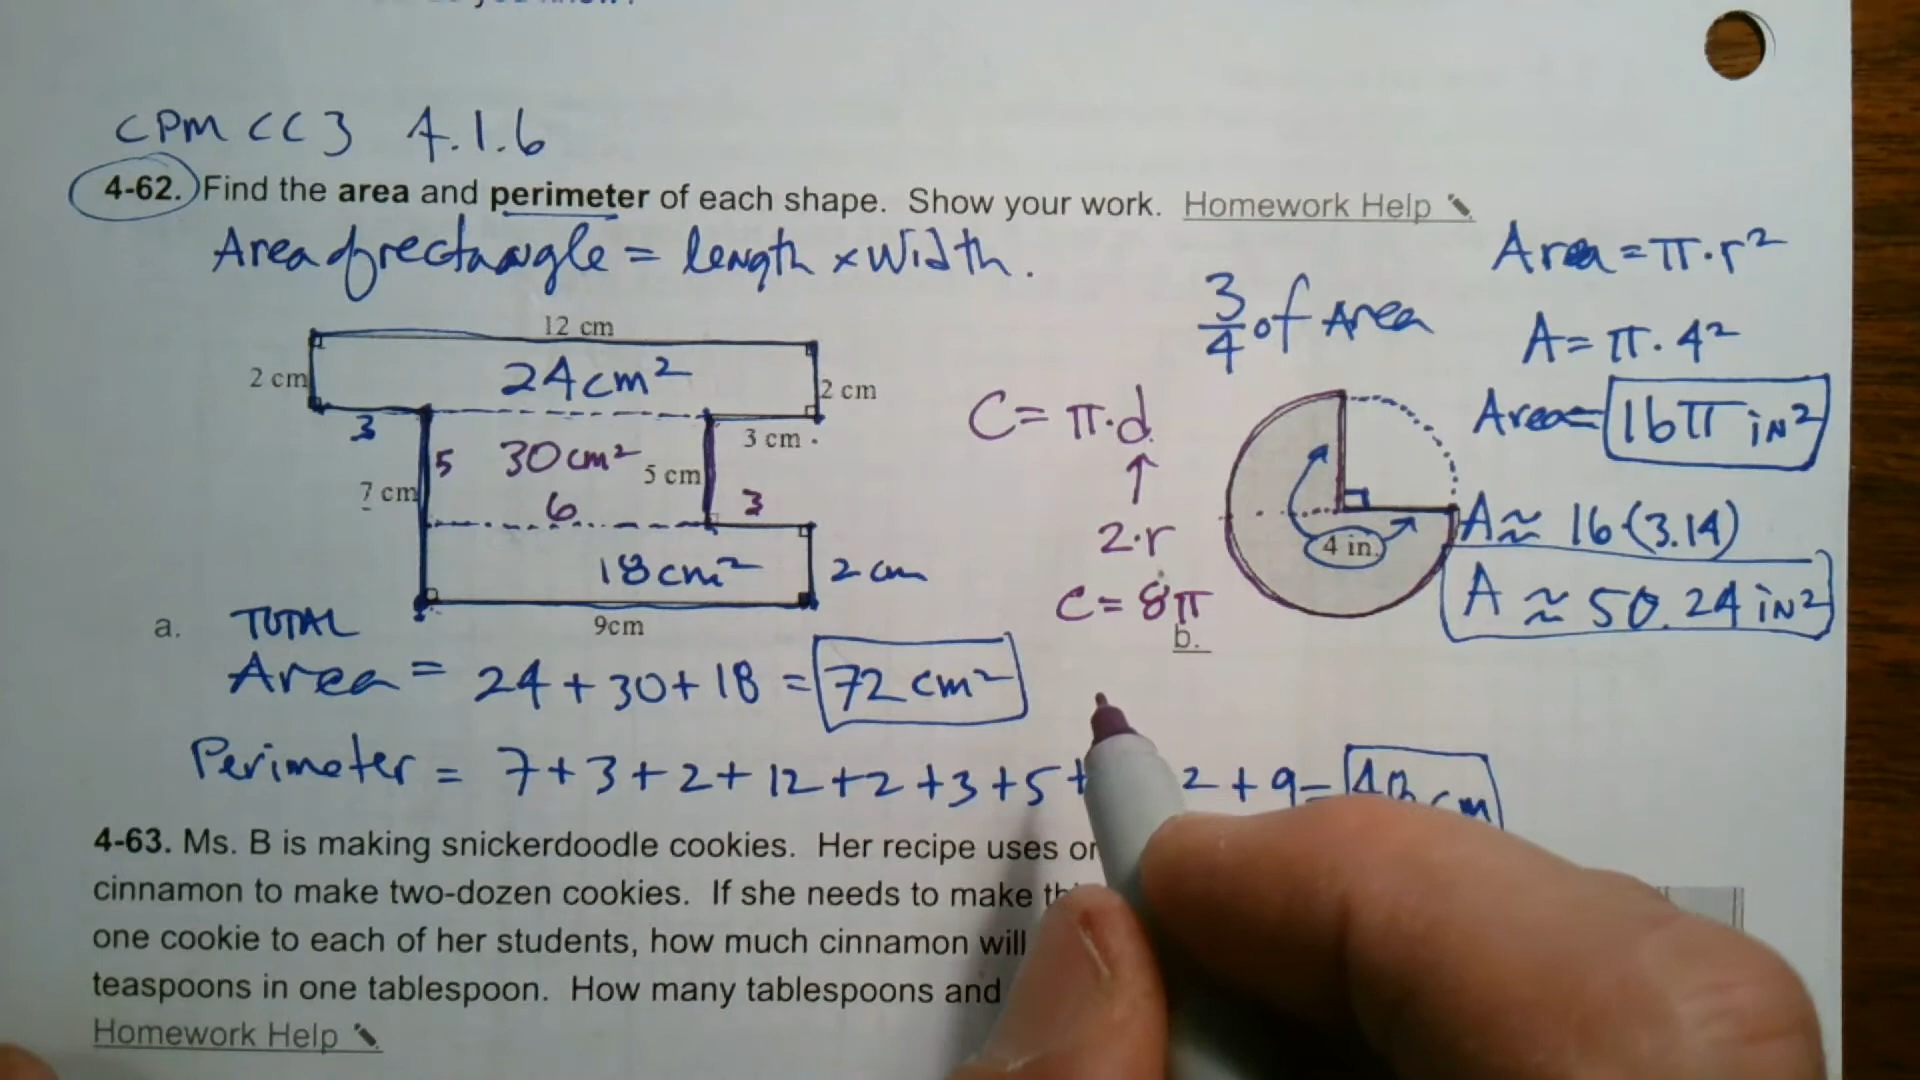 you know?
CPM CC3 4.1.6
4-62. Find the area and perimeter of each shape. Show your work. Homework Help
Area of rectangle = length x width.
12 cm
2 cm
24 cm²
2 cm
3
3 cm
5
30 cm²
5 cm
7 cm
6
3
18 cm²
2 cm
9cm
a.
TOTAL
Area = 24 + 30 + 18 = 72 cm²
Perimeter = 7 + 3 + 2 + 12 + 2 + 3 + 5 + 2 + 9 = cm
3/4 of Area
C = π·d
2·r
C = 8π
4 in.
b.
Area = π·r²
A = π·4²
Area = 16π in²
A ≈ 16(3.14)
A ≈ 50.24 in²
4-63. Ms. B is making snickerdoodle cookies. Her recipe uses
cinnamon to make two-dozen cookies. If she needs to make
one cookie to each of her students, how much cinnamon will
teaspoons in one tablespoon. How many tablespoons and
Homework Help